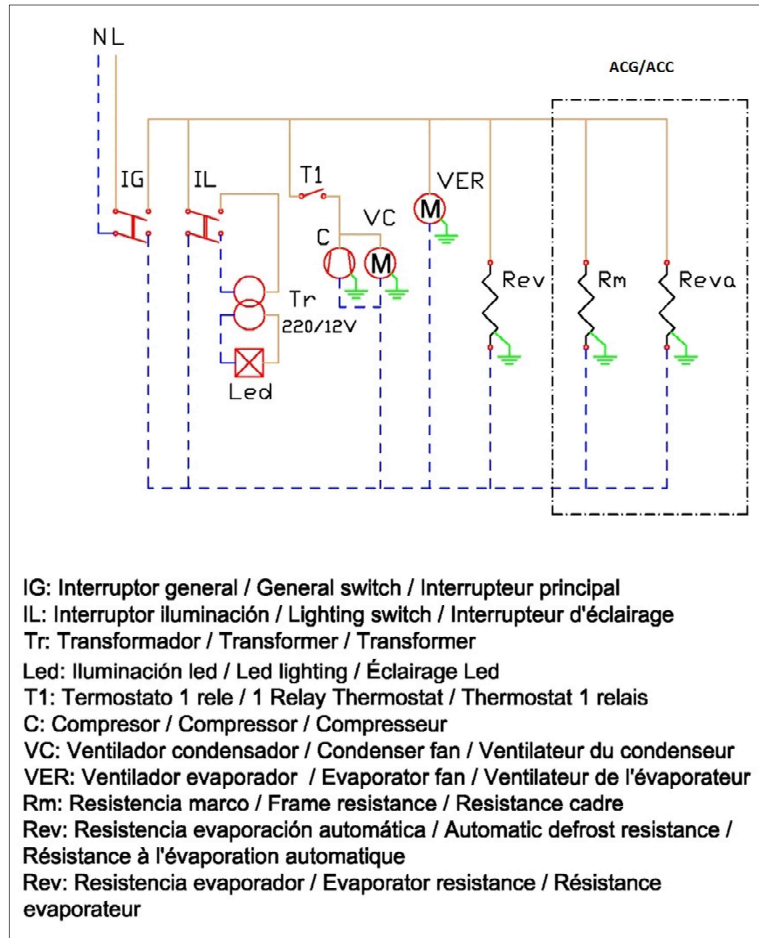 NL
ACG/ACC
IG
IL
T1
VER
VC
C
M
M
Tr
220/12V
Led
Rev
Rm
Reva
IG: Interruptor general / General switch / Interrupteur principal
IL: Interruptor iluminación / Lighting switch / Interrupteur d'éclairage
Tr: Transformador / Transformer / Transformer
Led: Iluminación led / Led lighting / Éclairage Led
T1: Termostato 1 rele / 1 Relay Thermostat / Thermostat 1 relais
C: Compresor / Compressor / Compresseur
VC: Ventilador condensador / Condenser fan / Ventilateur du condenseur
VER: Ventilador evaporador / Evaporator fan / Ventilateur de l'évaporateur
Rm: Resistencia marco / Frame resistance / Resistance cadre
Rev: Resistencia evaporación automática / Automatic defrost resistance /
Résistance à l'évaporation automatique
Rev: Resistencia evaporador / Evaporator resistance / Résistance
evaporateur